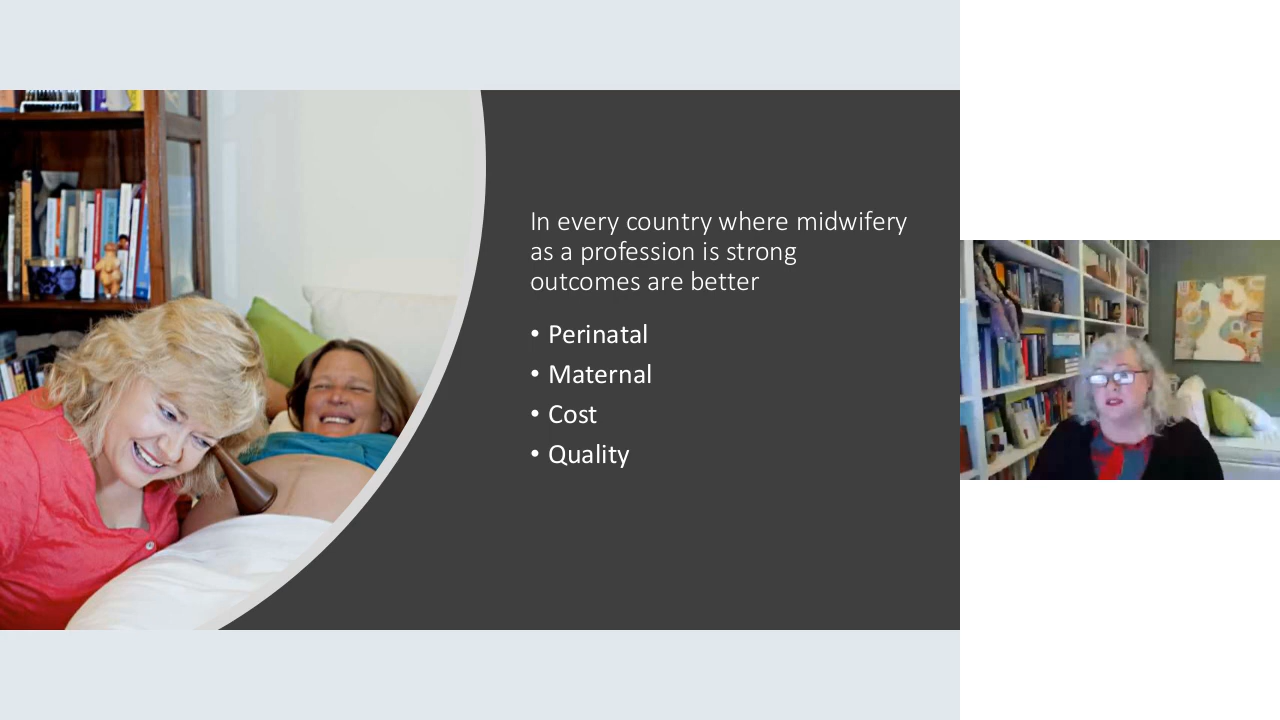 In every country where midwifery
as a profession is strong
outcomes are better
• Perinatal
• Maternal
• Cost
• Quality